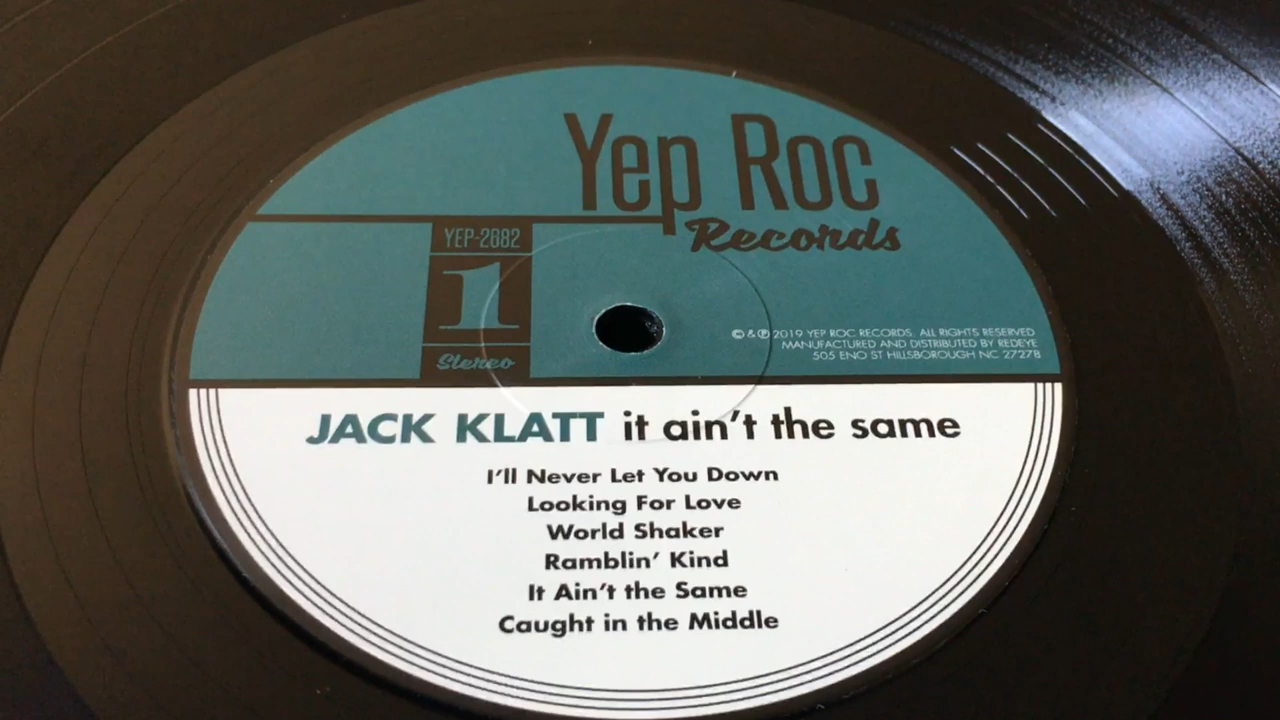 Yep Roc
Records
YEP-2682
1
Stereo
©&℗ 2019 YEP ROC RECORDS. ALL RIGHTS RESERVED
MANUFACTURED AND DISTRIBUTED BY REDEYE
505 ENO ST HILLSBOROUGH NC 27278
JACK KLATT it ain't the same
I'll Never Let You Down
Looking For Love
World Shaker
Ramblin' Kind
It Ain't the Same
Caught in the Middle